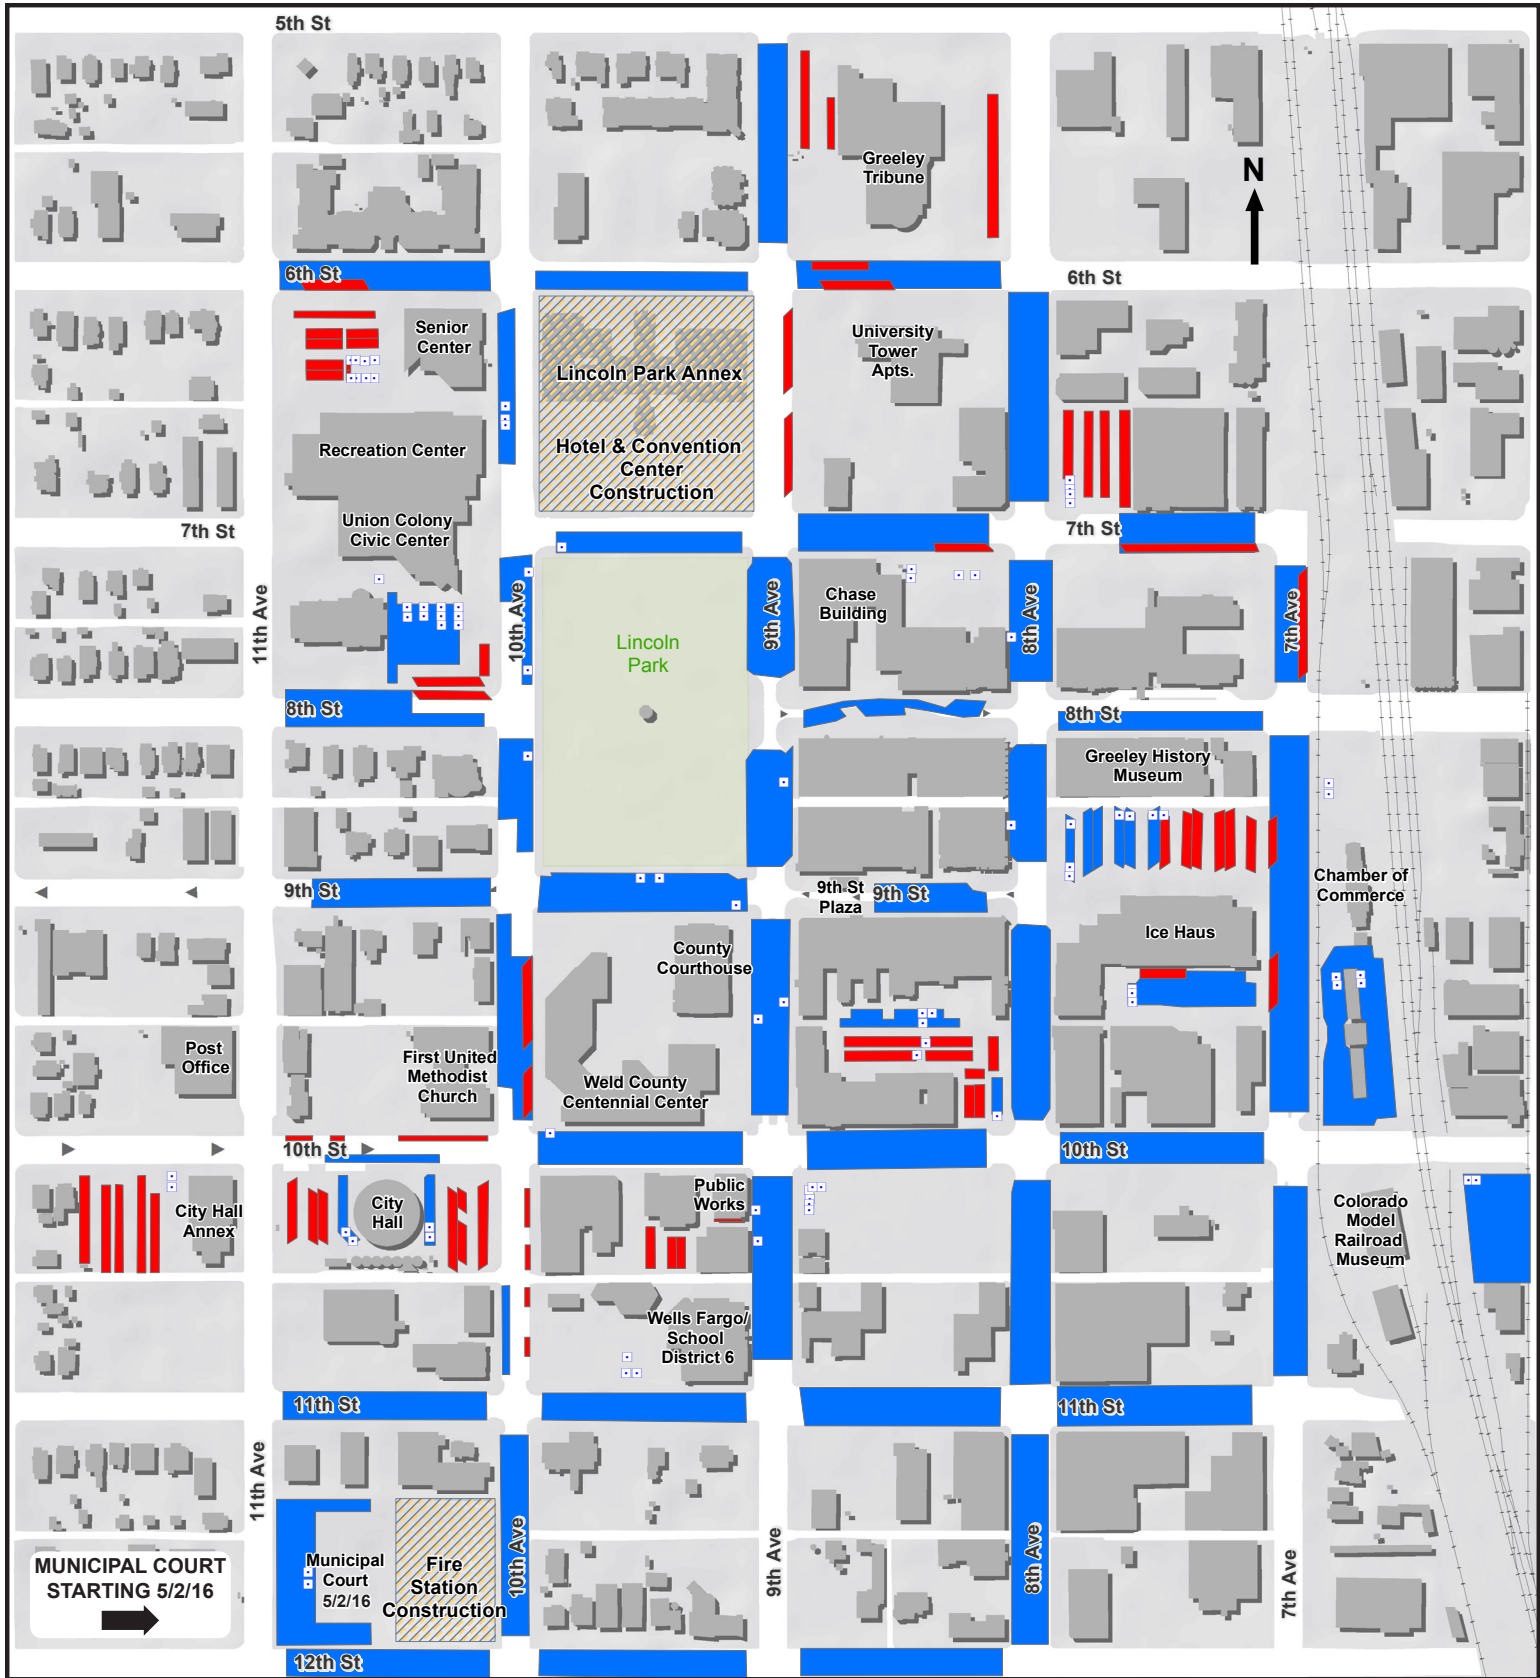 5th St
Greeley
Tribune
N
6th St
6th St
Senior
Center
Lincoln Park Annex
University
Tower
Apts.
Recreation Center
Hotel & Convention
Center
Construction
7th St
Union Colony
Civic Center
7th St
11th Ave
10th Ave
Lincoln
Park
9th Ave
Chase
Building
8th Ave
7th Ave
8th St
8th St
Greeley History
Museum
9th St
9th St
Plaza
9th St
Chamber of
Commerce
County
Courthouse
Ice Haus
Post
Office
First United
Methodist
Church
Weld County
Centennial Center
10th St
10th St
City Hall
Annex
City
Hall
Public
Works
Colorado
Model
Railroad
Museum
Wells Fargo/
School
District 6
11th St
11th St
11th Ave
10th Ave
9th Ave
8th Ave
7th Ave
MUNICIPAL COURT
STARTING 5/2/16
Municipal
Court
5/2/16
Fire
Station
Construction
12th St